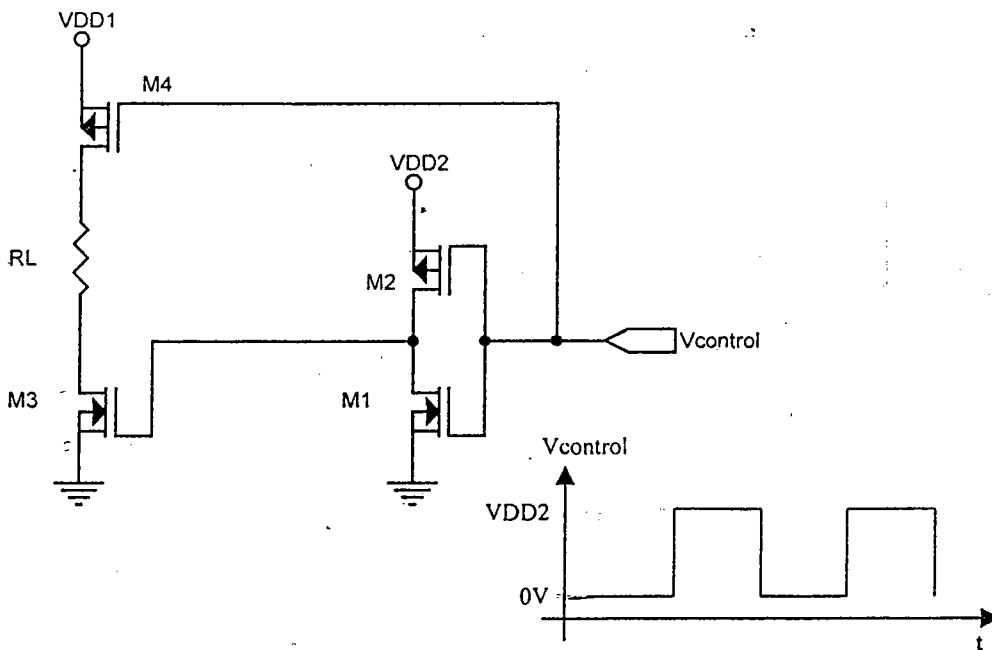 VDD1
M4
VDD2
RL
M2
Vcontrol
M3
M1
Vcontrol
VDD2
0V
t